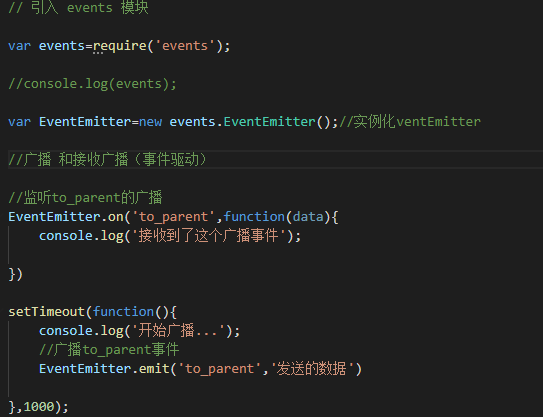 // 引入 events 模块
var events=require('events');
//console.log(events);
var EventEmitter=new events.EventEmitter();//实例化ventEmitter
//广播 和接收广播（事件驱动）
//监听to_parent的广播
EventEmitter.on('to_parent',function(data){
console.log('接收到了这个广播事件');
})
setTimeout(function(){
console.log('开始广播...');
//广播to_parent事件
EventEmitter.emit('to_parent','发送的数据')
},1000);